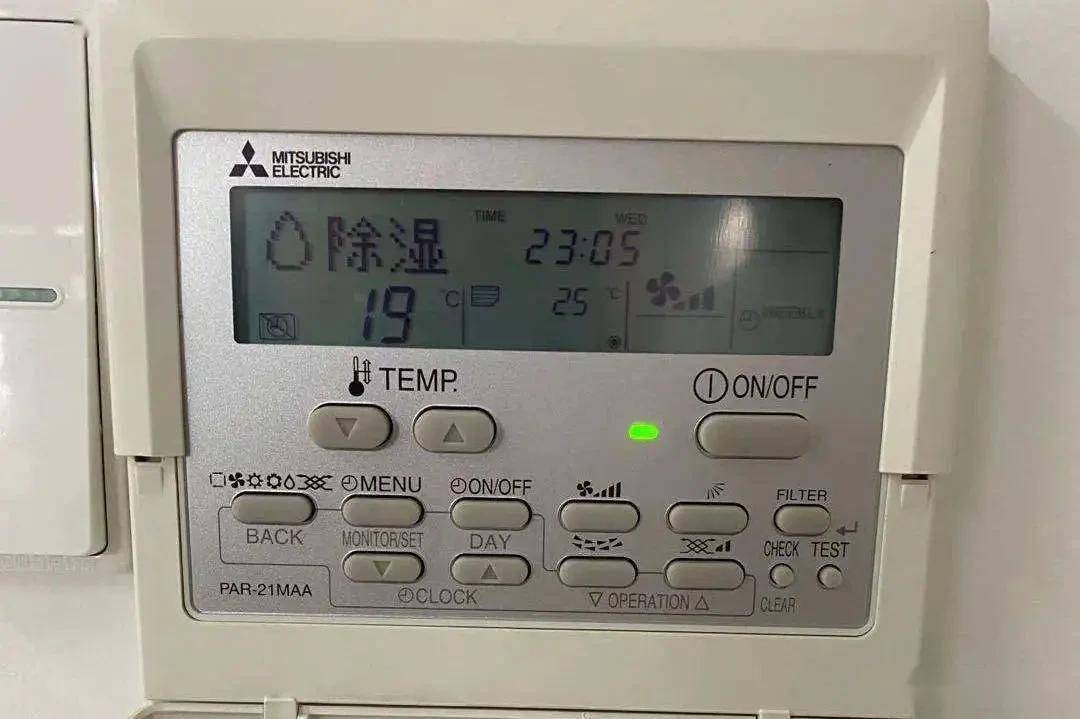 MITSUBISHI
ELECTRIC
TIME
WED
除湿
23:05
19 °C
25 °C
TEMP.
ON/OFF
MENU
ON/OFF
FILTER
BACK
MONITOR/SET
DAY
CHECK
TEST
PAR-21MAA
CLOCK
▽ OPERATION △
CLEAR